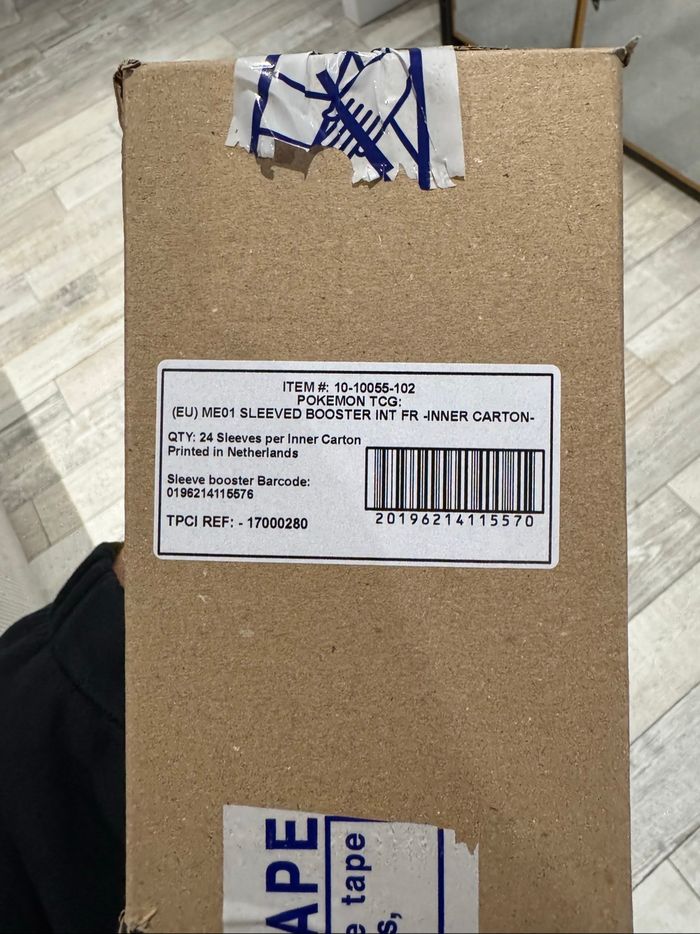 ITEM #: 10-10055-102
POKEMON TCG:
(EU) ME01 SLEEVED BOOSTER INT FR -INNER CARTON-
QTY: 24 Sleeves per Inner Carton
Printed in Netherlands
Sleeve booster Barcode:
0196214115576
TPCI REF: - 17000280
20196214115570
APE
e tape
s,